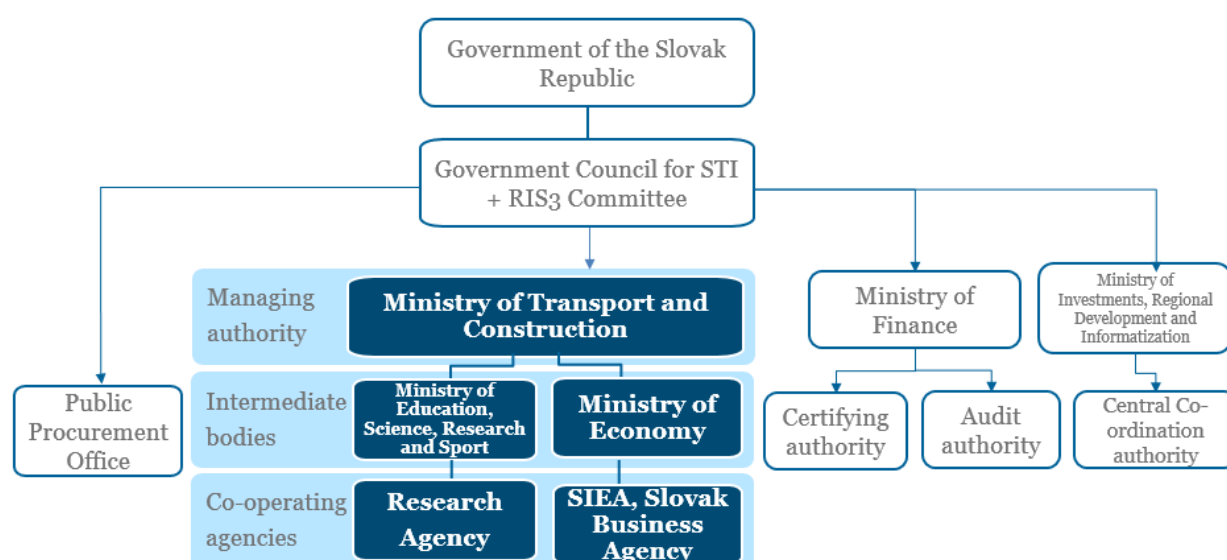 Government of the Slovak
Republic
Government Council for STI
+ RIS3 Committee
Managing
authority
Ministry of Transport and
Construction
Ministry of
Finance
Ministry of
Investments, Regional
Development and
Informatization
Public
Procurement
Office
Intermediate
bodies
Ministry of
Education,
Science, Research
and Sport
Ministry of
Economy
Certifying
authority
Audit
authority
Central Co-
ordination
authority
Co-operating
agencies
Research
Agency
SIEA, Slovak
Business
Agency